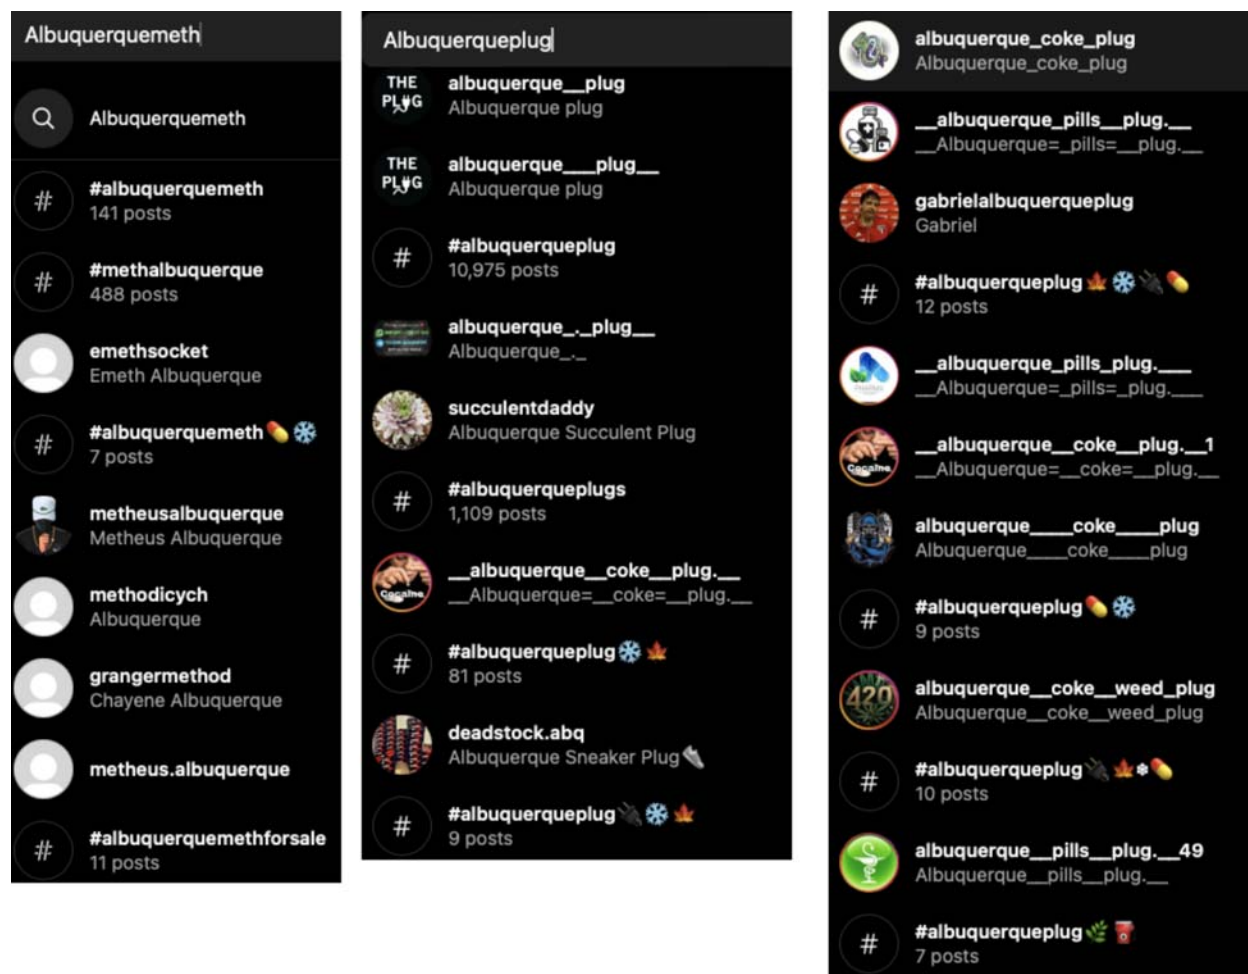 Albuquerquemeth
Albuquerquemeth
#albuquerquemeth
141 posts
#methalbuquerque
488 posts
emethsocket
Emeth Albuquerque
#albuquerquemeth💊❄️
7 posts
metheusalbuquerque
Metheus Albuquerque
methodicych
Albuquerque
grangermethod
Chayene Albuquerque
metheus.albuquerque
#albuquerquemethforsale
11 posts
Albuquerqueplug
THE
PLUG
albuquerque__plug
Albuquerque plug
THE
PLUG
albuquerque___plug__
Albuquerque plug
#albuquerqueplug
10,975 posts
albuquerque_._plug__
Albuquerque_._
succulentdaddy
Albuquerque Succulent Plug
#albuquerqueplugs
1,109 posts
Cocaine
__albuquerque__coke__plug.__
__Albuquerque=__coke=__plug.__
#albuquerqueplug❄️🍁
81 posts
deadstock.abq
Albuquerque Sneaker Plug👟
#albuquerqueplug🔌❄️🍁
9 posts
albuquerque_coke_plug
Albuquerque_coke_plug
__albuquerque_pills__plug.__
__Albuquerque=_pills=__plug.__
gabrielalbuquerqueplug
Gabriel
#albuquerqueplug🍁❄️🔌💊
12 posts
__albuquerque_pills_plug.___
__Albuquerque=_pills=_plug.___
Cocaine
__albuquerque__coke__plug.__1
__Albuquerque=__coke=__plug.__
albuquerque____coke____plug
Albuquerque____coke____plug
#albuquerqueplug💊❄️
9 posts
420
albuquerque__coke__weed_plug
Albuquerque__coke__weed_plug
#albuquerqueplug🔌🍁❄💊
10 posts
albuquerque__pills__plug.__49
Albuquerque__pills__plug.__
#albuquerqueplug🌿⛽
7 posts